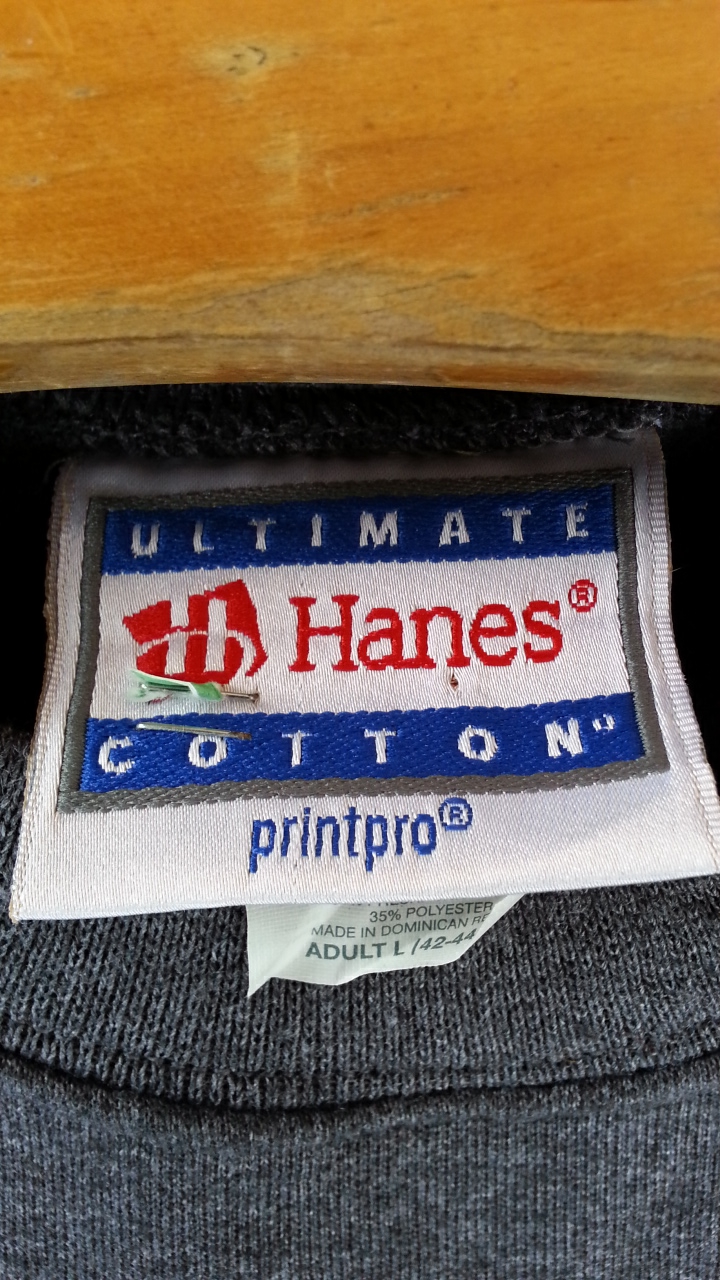 ULTIMATE
Hanes®
COTTON
printpro®
35% POLYESTER
MADE IN DOMINICAN
ADULT L / 42-44